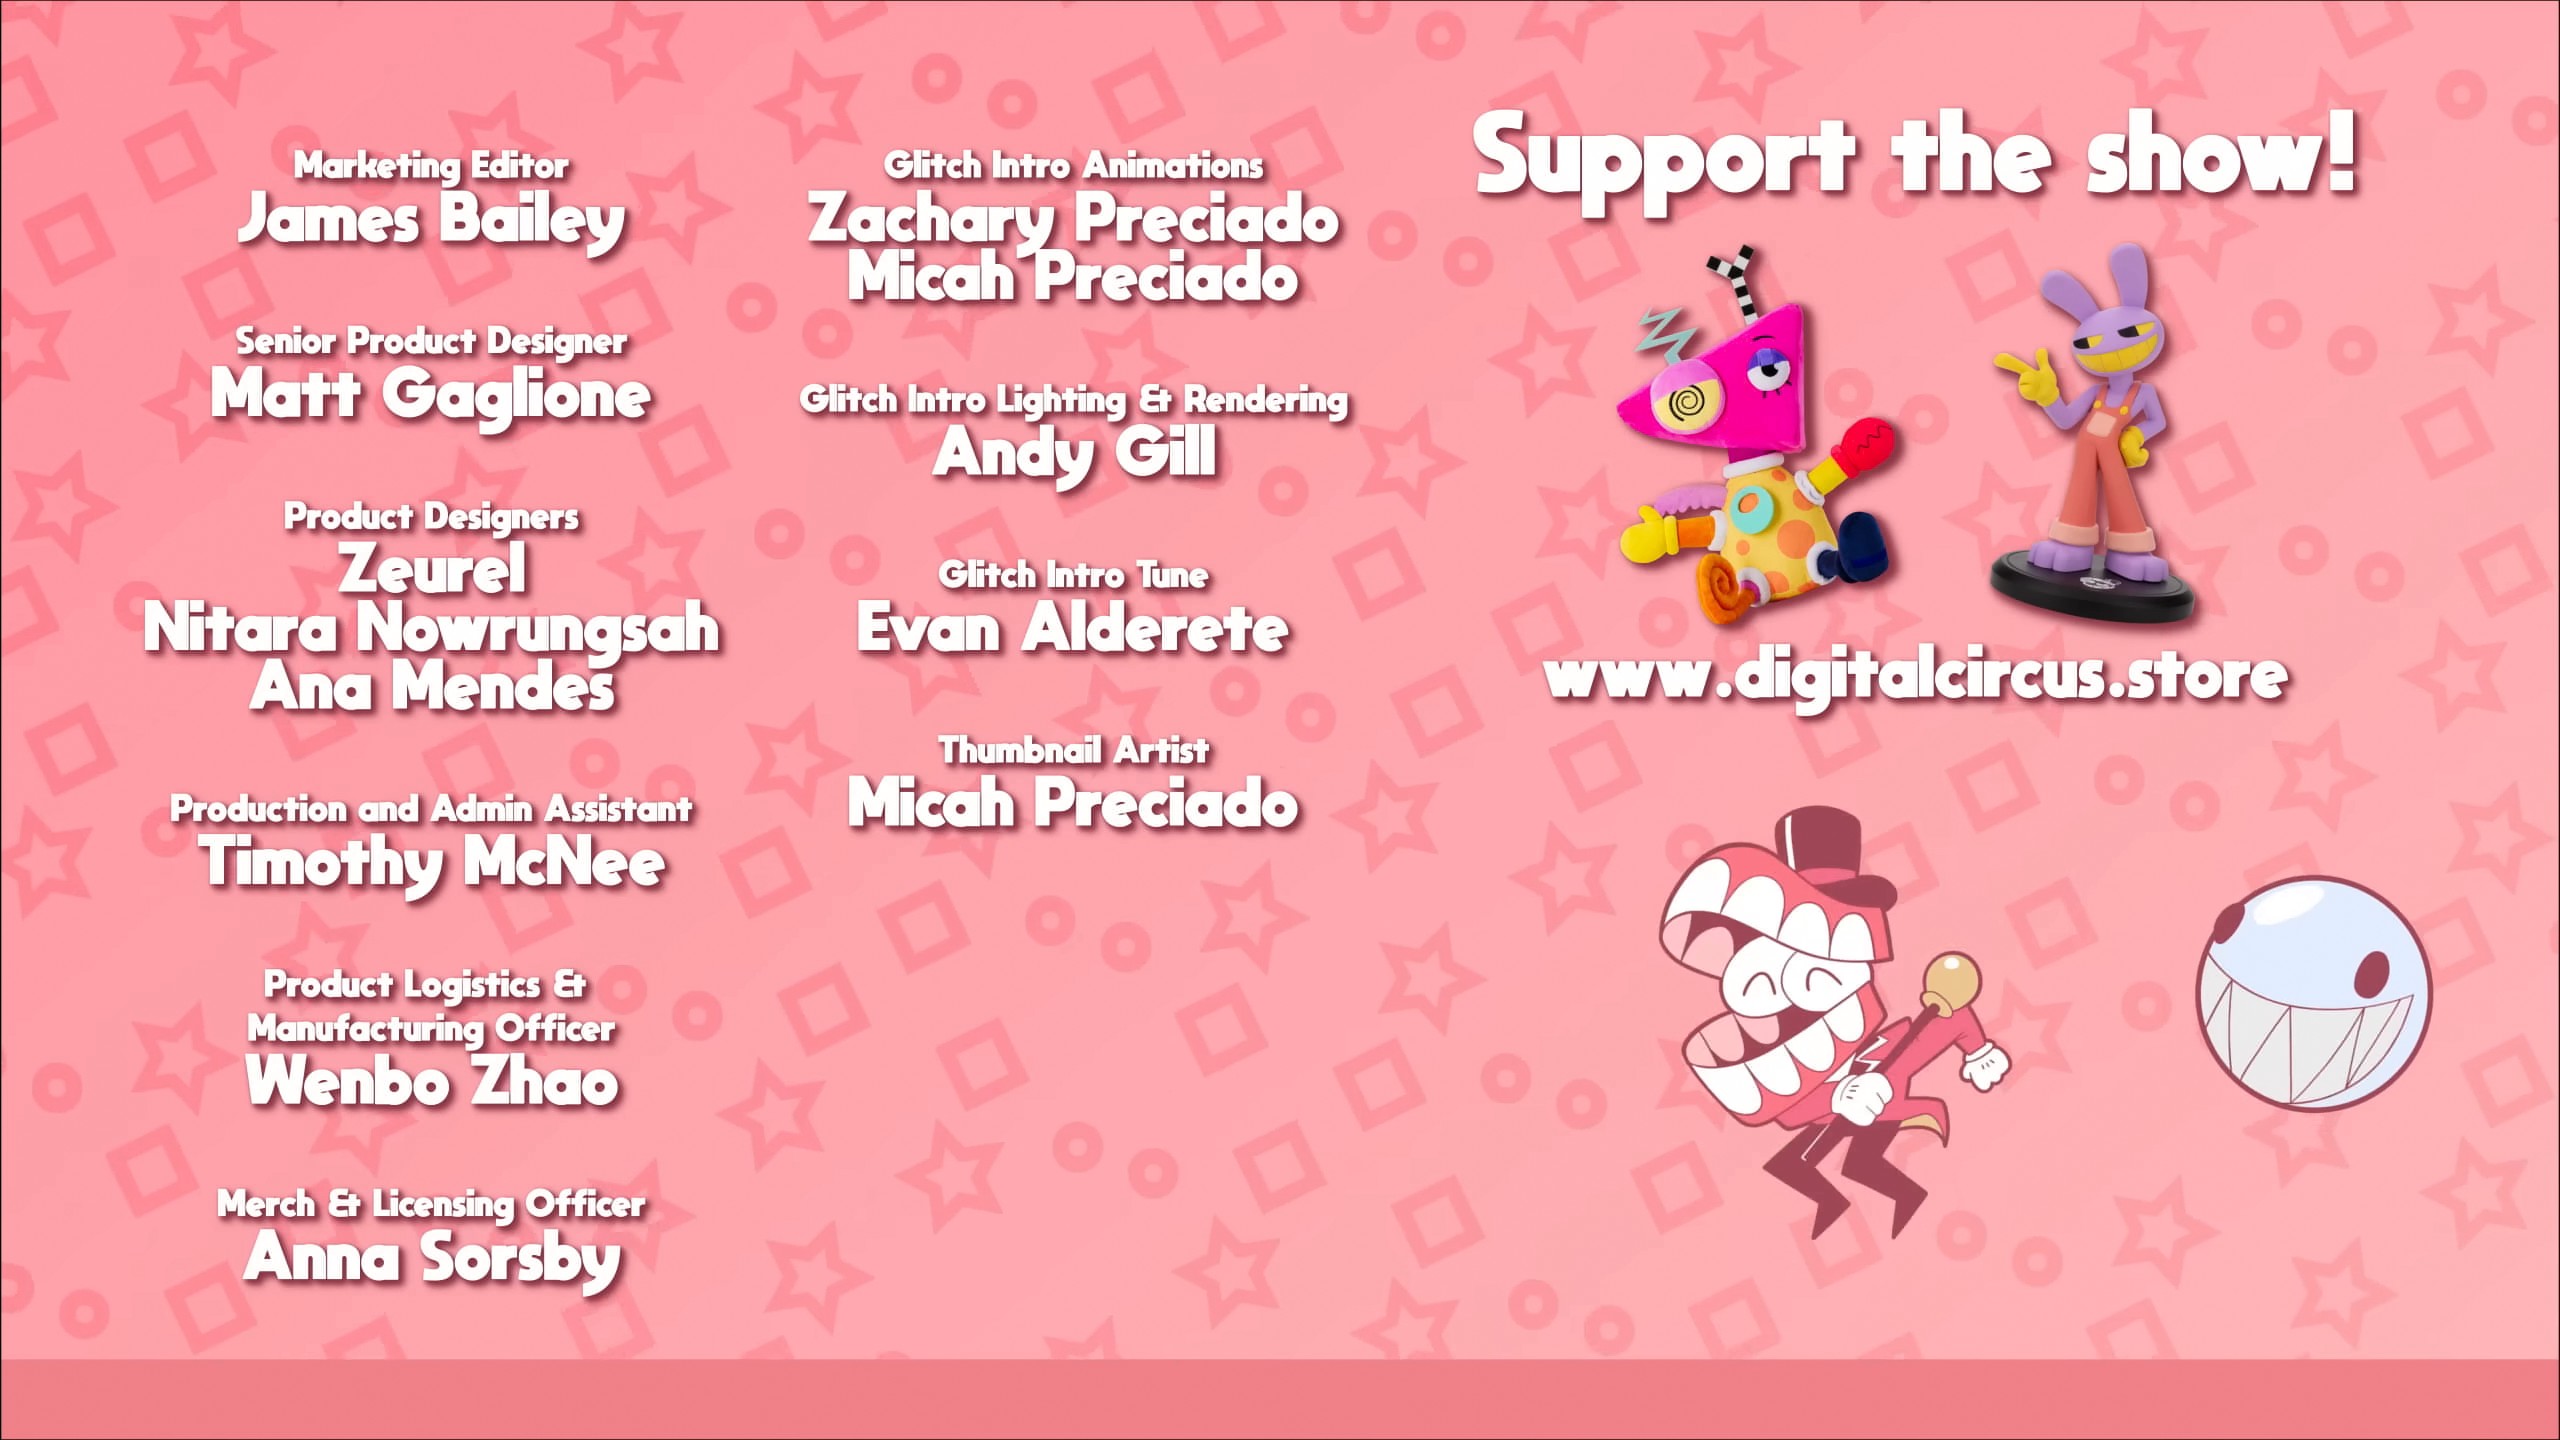 Marketing Editor
James Bailey
Senior Product Designer
Matt Gaglione
Product Designers
Zeurel
Nitara Nowrungsah
Ana Mendes
Production and Admin Assistant
Timothy McNee
Product Logistics &
Manufacturing Officer
Wenbo Zhao
Merch & Licensing Officer
Anna Sorsby
Glitch Intro Animations
Zachary Preciado
Micah Preciado
Glitch Intro Lighting & Rendering
Andy Gill
Glitch Intro Tune
Evan Alderete
Thumbnail Artist
Micah Preciado
Support the show!
www.digitalcircus.store